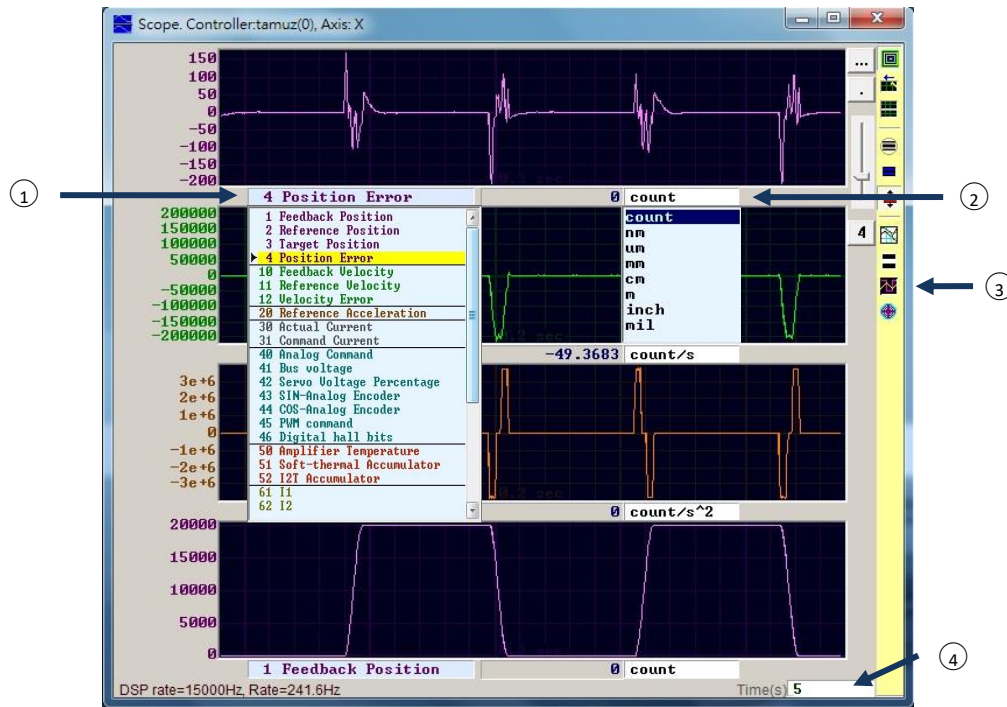 Scope. Controller:tamuz(0), Axis: X
150
100
50
0
-50
-100
-150
-200
...
.
1
4 Position Error
0 count
2
200000
150000
100000
50000
0
-50000
-100000
-150000
-200000
1 Feedback Position
2 Reference Position
3 Target Position
4 Position Error
10 Feedback Velocity
11 Reference Velocity
12 Velocity Error
20 Reference Acceleration
30 Actual Current
31 Command Current
40 Analog Command
41 Bus voltage
42 Servo Voltage Percentage
43 SIN-Analog Encoder
44 COS-Analog Encoder
45 PWM command
46 Digital hall bits
50 Amplifier Temperature
51 Soft-thermal Accumulator
52 I2T Accumulator
61 I1
62 I2
count
nm
um
mm
cm
m
inch
mil
4
3
-49.3683 count/s
3e+6
2e+6
1e+6
0
-1e+6
-2e+6
-3e+6
0.2 sec
0 count/s^2
20000
15000
10000
5000
0
1 Feedback Position
0 count
4
DSP rate=15000Hz, Rate=241.6Hz
Time(s) 5